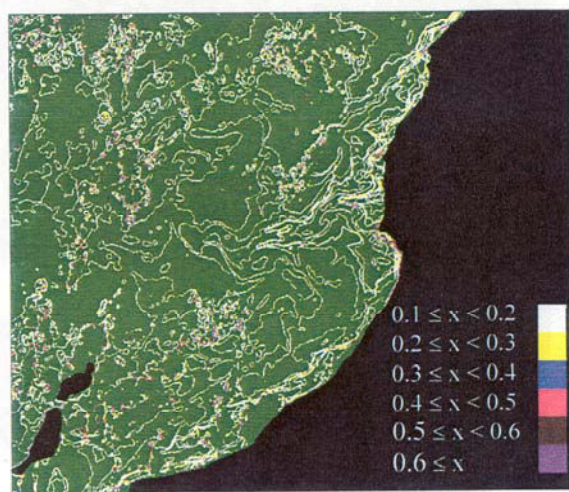 0.1 ≤ x < 0.2
0.2 ≤ x < 0.3
0.3 ≤ x < 0.4
0.4 ≤ x < 0.5
0.5 ≤ x < 0.6
0.6 ≤ x